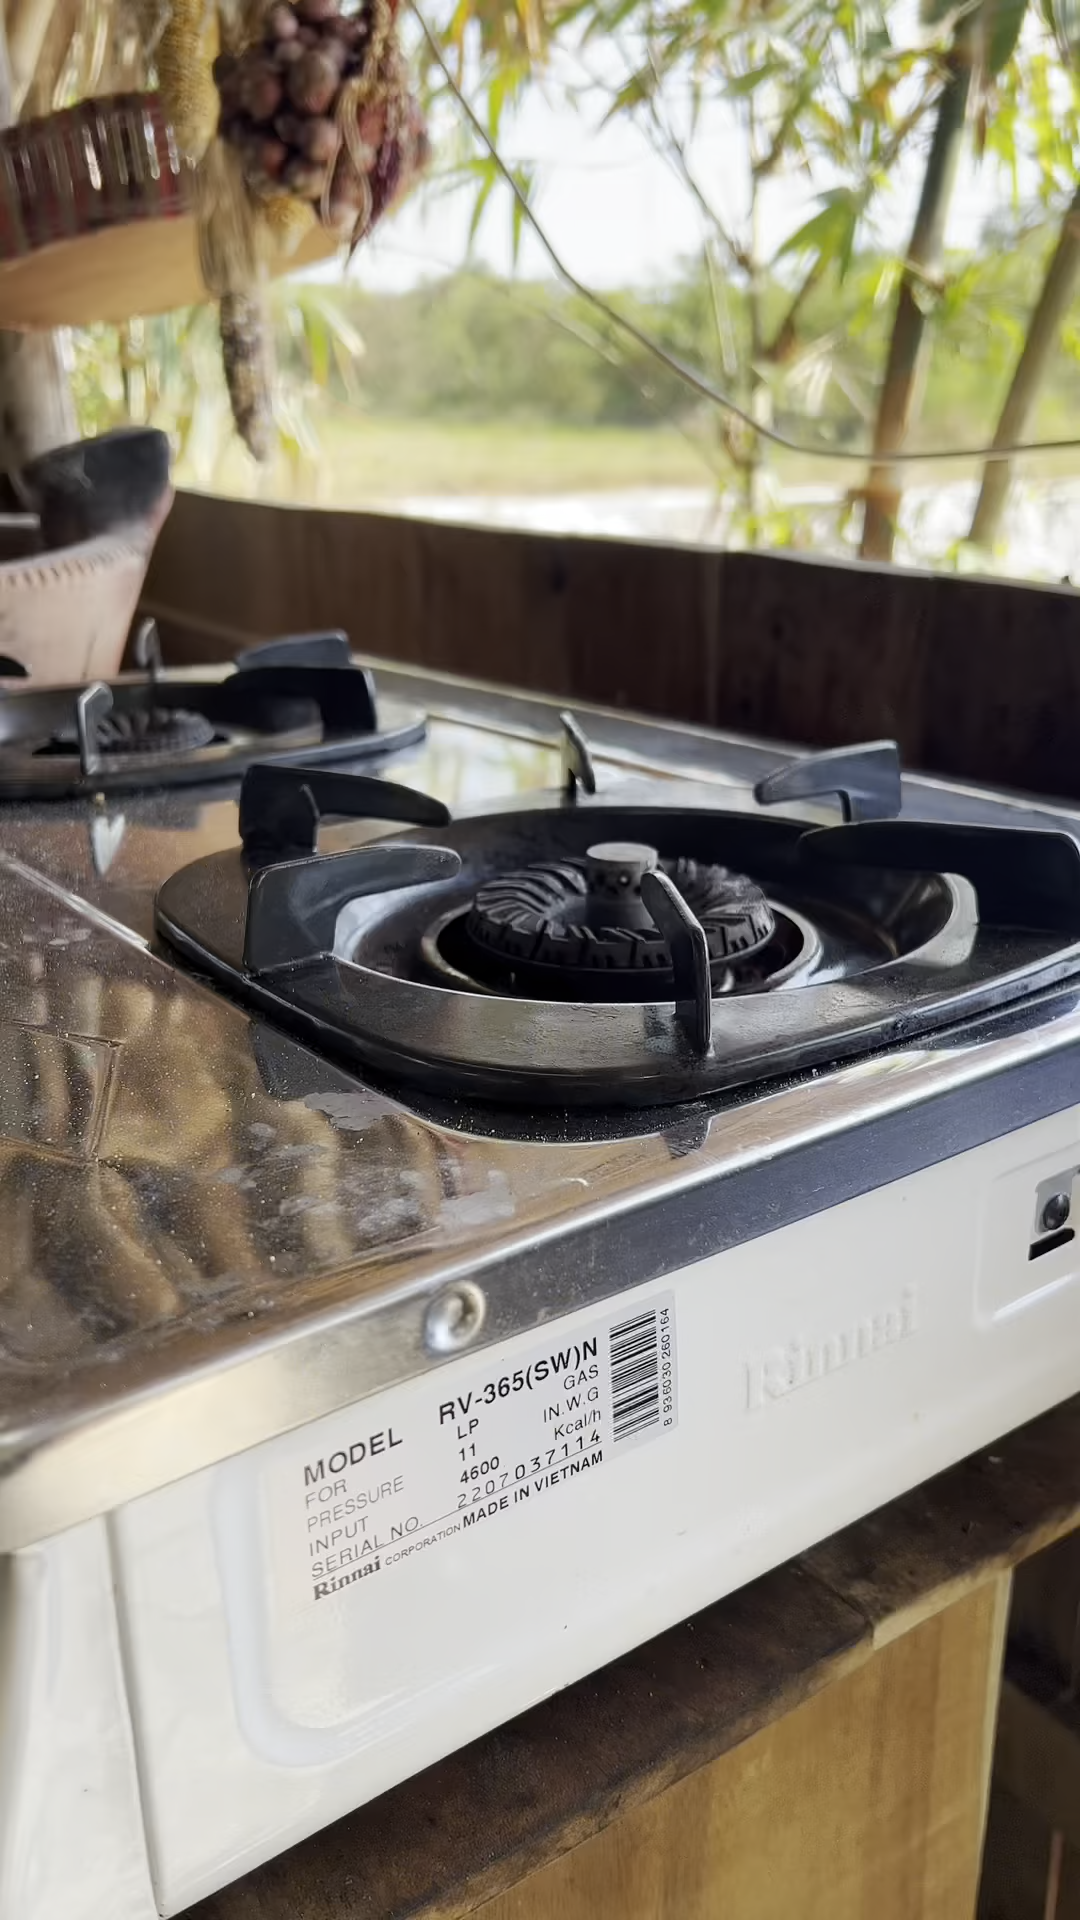 MODEL RV-365(SW)N
FOR LP GAS
PRESSURE 11 IN.W.G
INPUT 4600 Kcal/h
SERIAL NO. 2207037114
Rinnai CORPORATION MADE IN VIETNAM
8 936030 260164
Rinnai